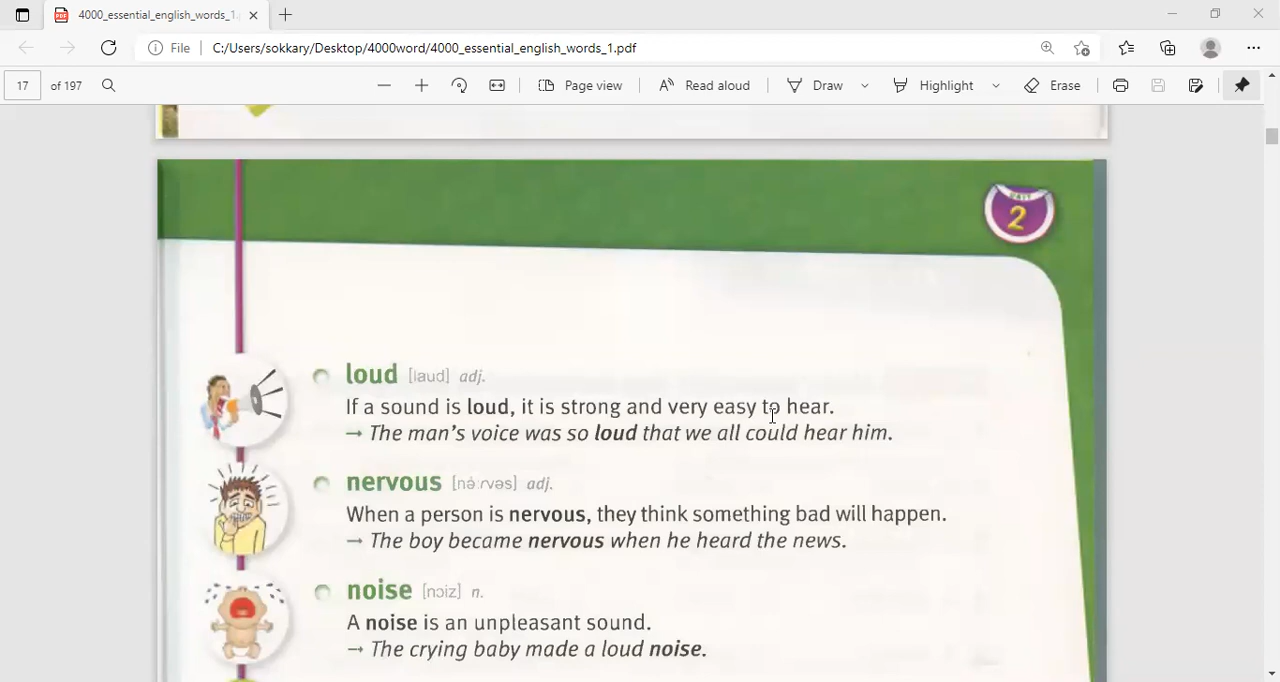 4000_essential_english_words_1.p
File C:/Users/sokkary/Desktop/4000word/4000_essential_english_words_1.pdf
17 of 197 Page view Read aloud Draw Highlight Erase
UNIT
2
loud [laud] adj.
If a sound is loud, it is strong and very easy to hear.
→ The man's voice was so loud that we all could hear him.
nervous [nə́ːrvəs] adj.
When a person is nervous, they think something bad will happen.
→ The boy became nervous when he heard the news.
noise [nɔiz] n.
A noise is an unpleasant sound.
→ The crying baby made a loud noise.